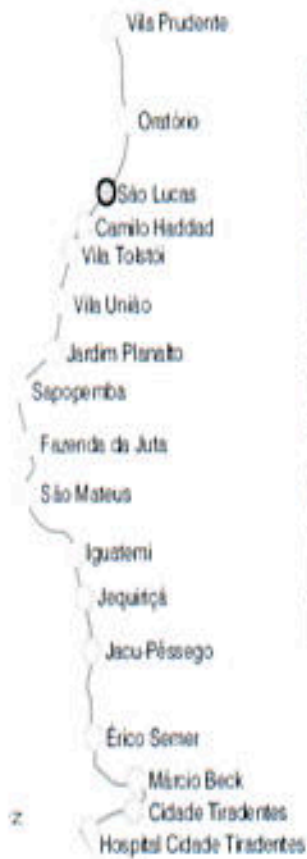 Vila Prudente
Oratório
São Lucas
Camilo Haddad
Vila Tolstói
Vila União
Jardim Planalto
Sapopemba
Fazenda da Juta
São Mateus
Iguatemi
Jequiriçá
Jacu-Pêssego
Érico Semer
Márcio Beck
Cidade Tiradentes
Hospital Cidade Tiradentes